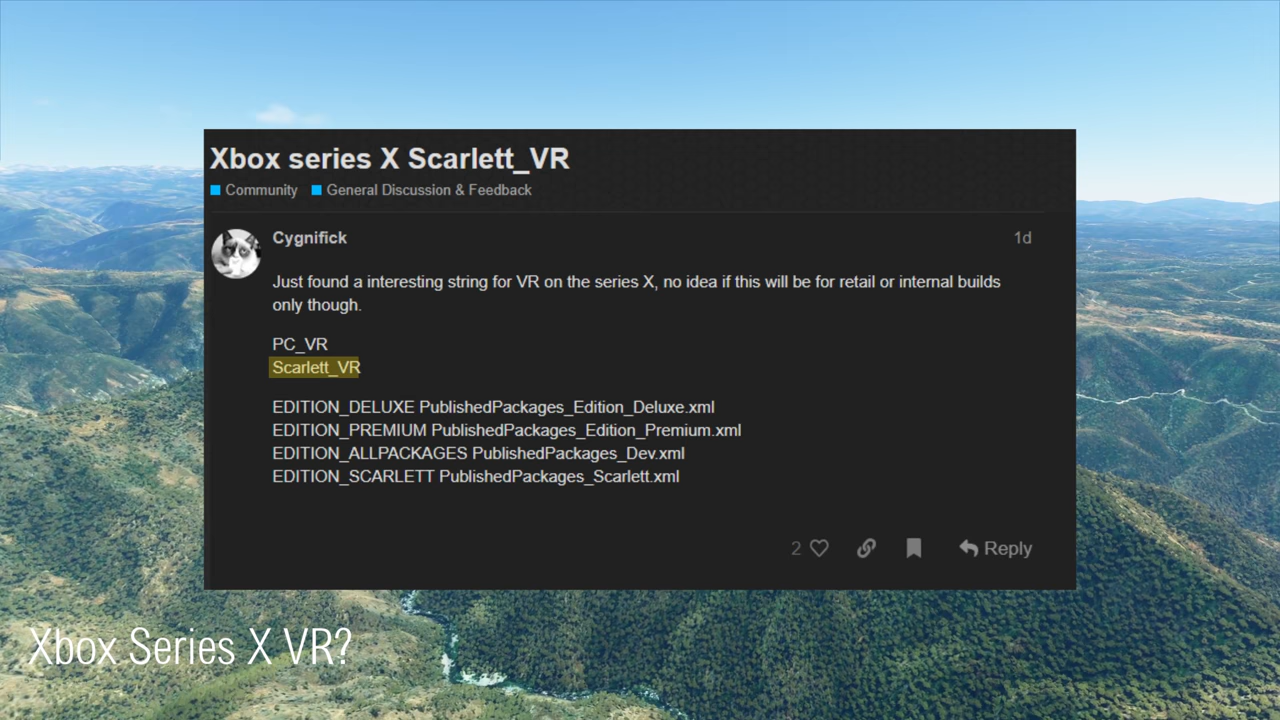 Xbox series X Scarlett_VR
Community General Discussion & Feedback
Cygnifick 1d
Just found a interesting string for VR on the series X, no idea if this will be for retail or internal builds
only though.
PC_VR
Scarlett_VR
EDITION_DELUXE PublishedPackages_Edition_Deluxe.xml
EDITION_PREMIUM PublishedPackages_Edition_Premium.xml
EDITION_ALLPACKAGES PublishedPackages_Dev.xml
EDITION_SCARLETT PublishedPackages_Scarlett.xml
2 Reply
Xbox Series X VR?